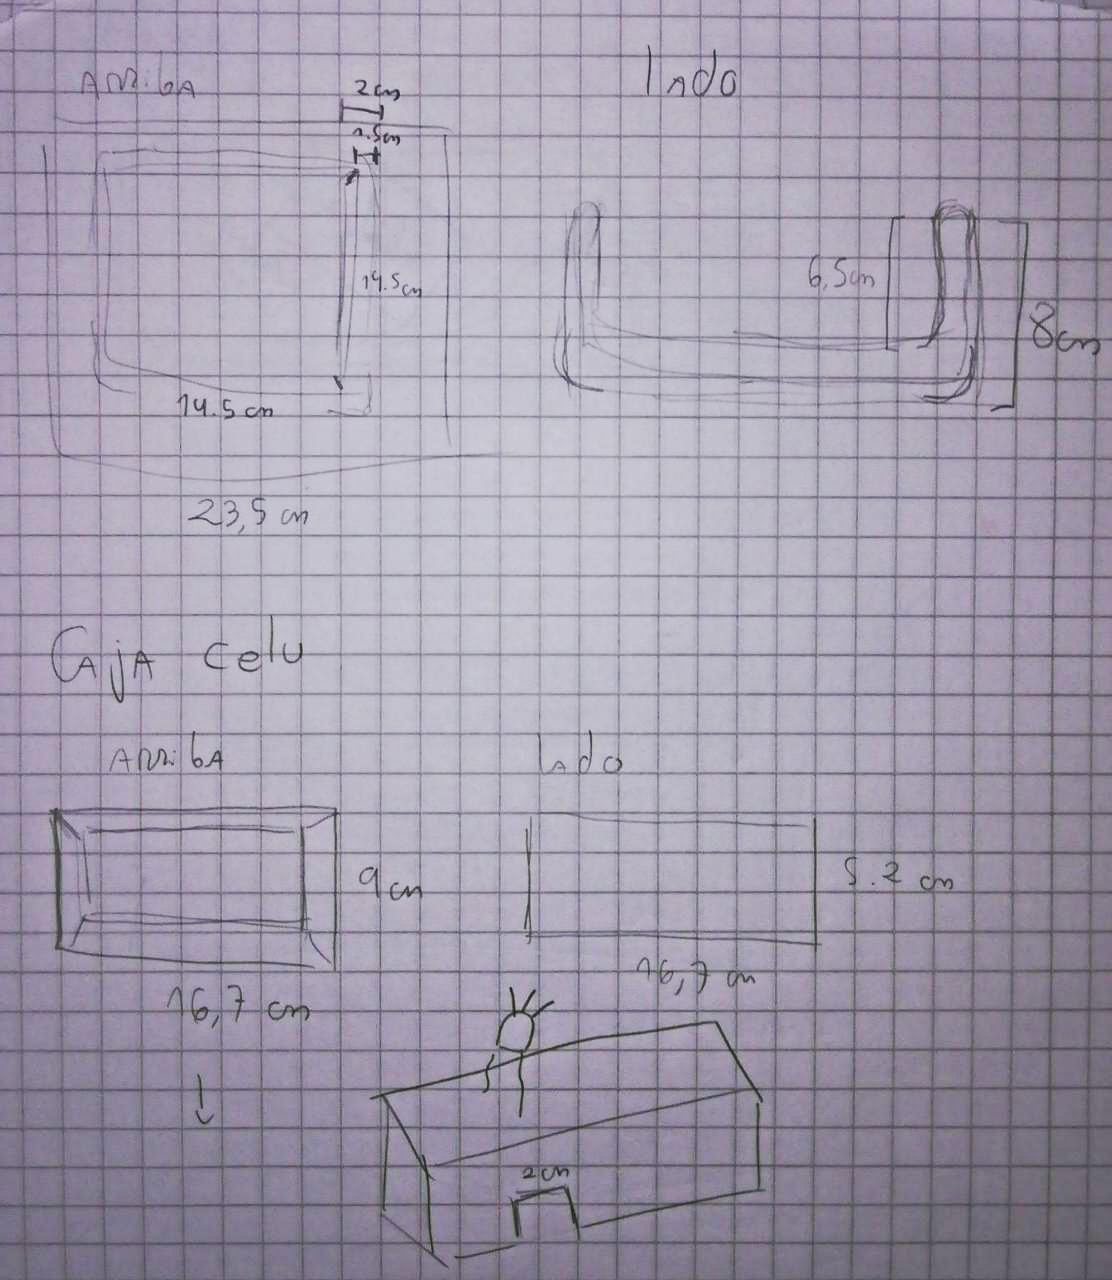 ARRibA
lAdo
2cm
1.5cm
14.5cm
6,5cm
8cm
14.5 cm
23,5 cm
CAjA celu
ARRibA
lAdo
9cm
5.2 cm
16,7 cm
16,7 cm
2cm